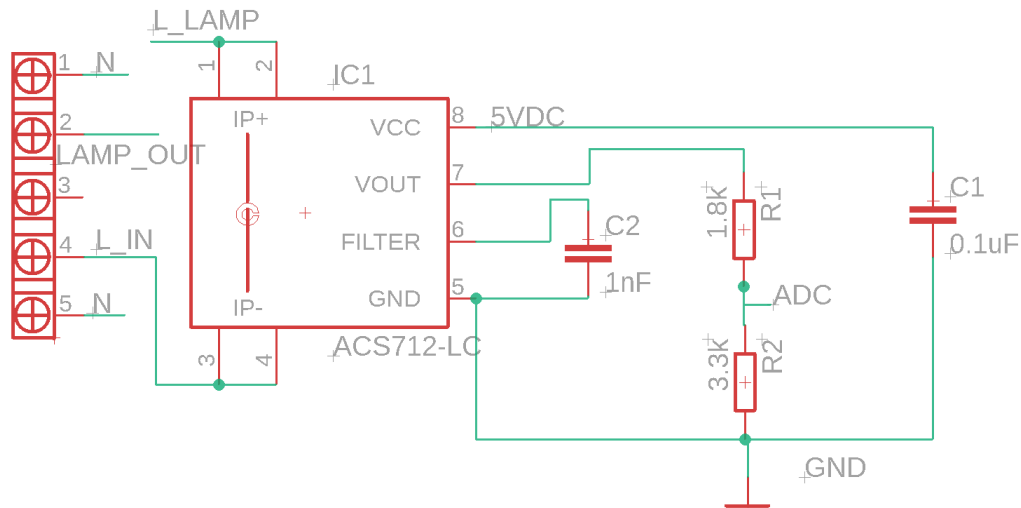 L_LAMP
1 N
1 2
IC1
2
LAMP_OUT
3
4 L_IN
5 N
IP+
VCC 8 5VDC
VOUT 7
FILTER 6
GND 5
IP-
3 4
ACS712-LC
C2
1nF
1.8k R1
ADC
3.3k R2
C1
0.1uF
GND